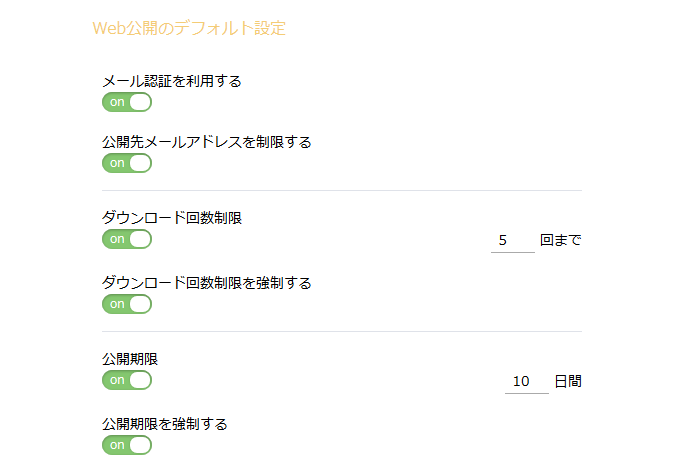 Web公開のデフォルト設定
メール認証を利用する
on
公開先メールアドレスを制限する
on
ダウンロード回数制限
on 5 回まで
ダウンロード回数制限を強制する
on
公開期限
on 10 日間
公開期限を強制する
on